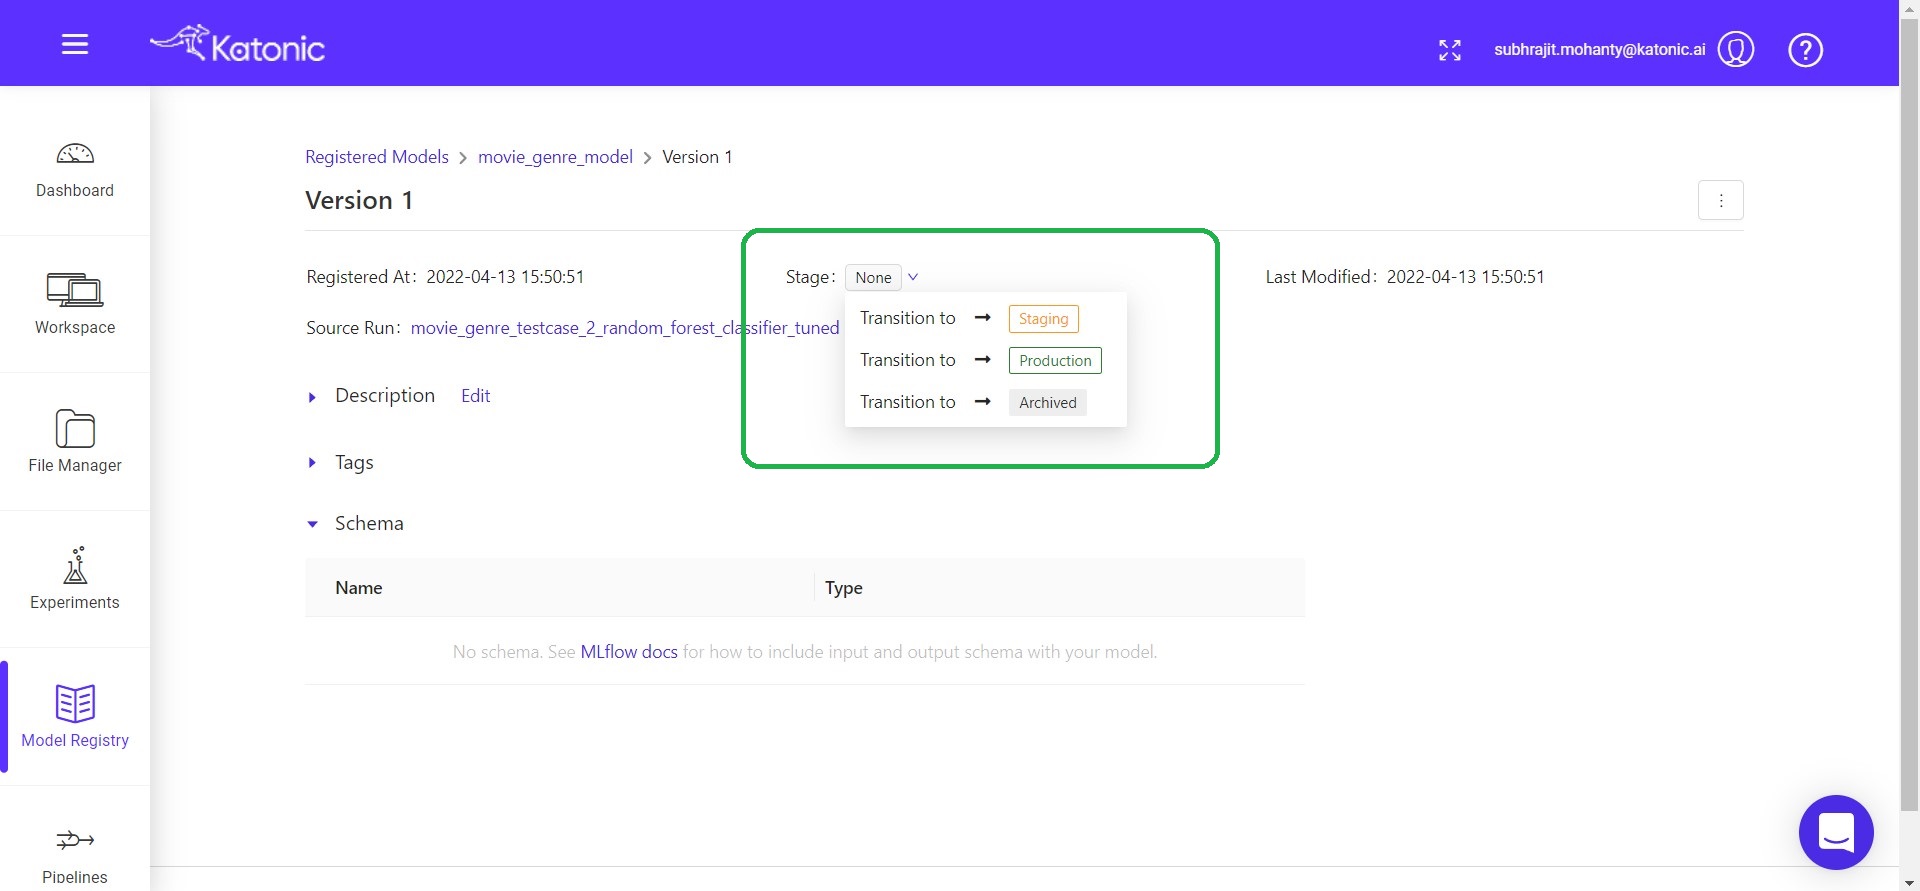 Katonic
subhrajit.mohanty@katonic.ai
?
Dashboard
Workspace
File Manager
Experiments
Model Registry
Pipelines
Registered Models > movie_genre_model > Version 1
Version 1
Registered At: 2022-04-13 15:50:51
Stage: None
Last Modified: 2022-04-13 15:50:51
Source Run: movie_genre_testcase_2_random_forest_classifier_tuned
Transition to → Staging
Transition to → Production
Transition to → Archived
Description Edit
Tags
Schema
Name Type
No schema. See MLflow docs for how to include input and output schema with your model.